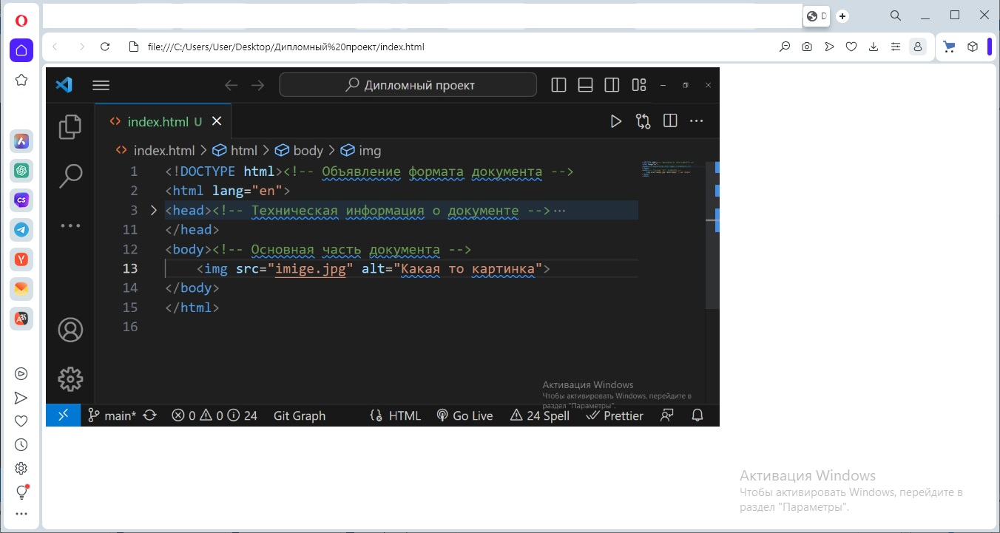 D
file:///C:/Users/User/Desktop/Дипломный%20проект/index.html
Дипломный проект
index.html U
index.html > html > body > img
1 <!DOCTYPE html><!-- Объявление формата документа -->
2 <html lang="en">
3 <head><!-- Техническая информация о документе -->...
11 </head>
12 <body><!-- Основная часть документа -->
13 <img src="imige.jpg" alt="Какая то картинка">
14 </body>
15 </html>
16
Активация Windows
Чтобы активировать Windows, перейдите в
раздел "Параметры".
main* 0 0 24 Git Graph HTML Go Live 24 Spell Prettier
Активация Windows
Чтобы активировать Windows, перейдите в
раздел "Параметры".
CS